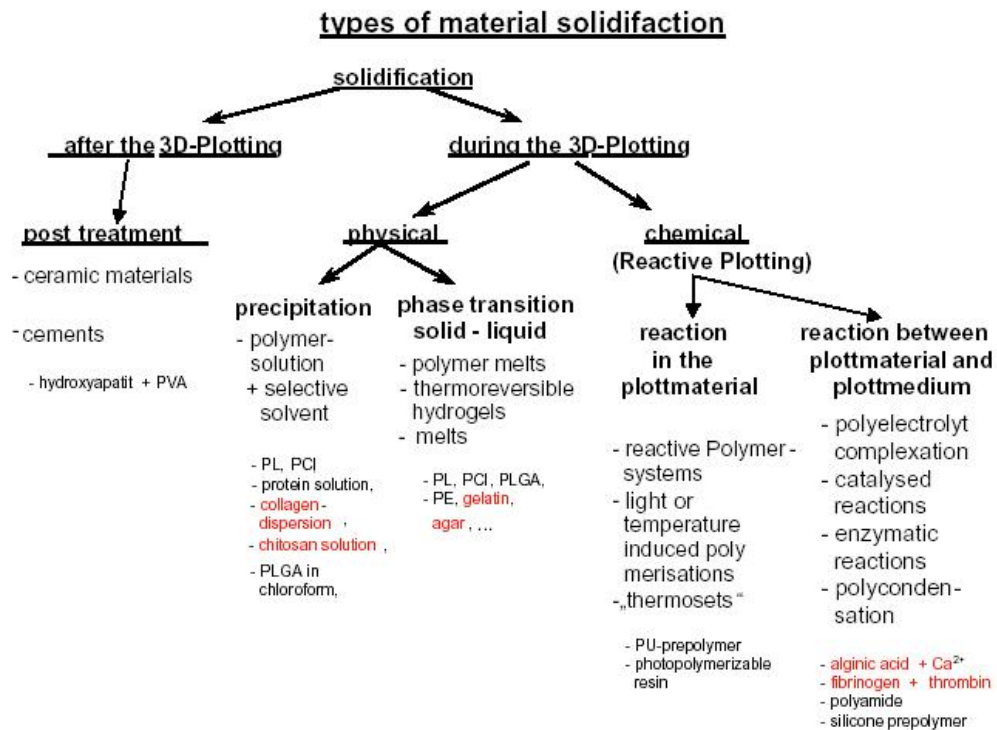 types of material solidifaction
solidification
after the 3D-Plotting
during the 3D-Plotting
post treatment
- ceramic materials
- cements
- hydroxyapatit + PVA
physical
precipitation
- polymer-
solution
+ selective
solvent
- PL, PCl
- protein solution,
- collagen-
dispersion ,
- chitosan solution ,
- PLGA in
chloroform,
phase transition
solid - liquid
- polymer melts
- thermoreversible
hydrogels
- melts
- PL, PCl, PLGA,
- PE, gelatin,
agar , ...
chemical
(Reactive Plotting)
reaction
in the
plottmaterial
- reactive Polymer-
systems
- light or
temperature
induced poly
merisations
- „thermosets“
- PU-prepolymer
- photopolymerizable
resin
reaction between
plottmaterial and
plottmedium
- polyelectrolyt
complexation
- catalysed
reactions
- enzymatic
reactions
- polyconden-
sation
- alginic acid + Ca²⁺
- fibrinogen + thrombin
- polyamide
- silicone prepolymer